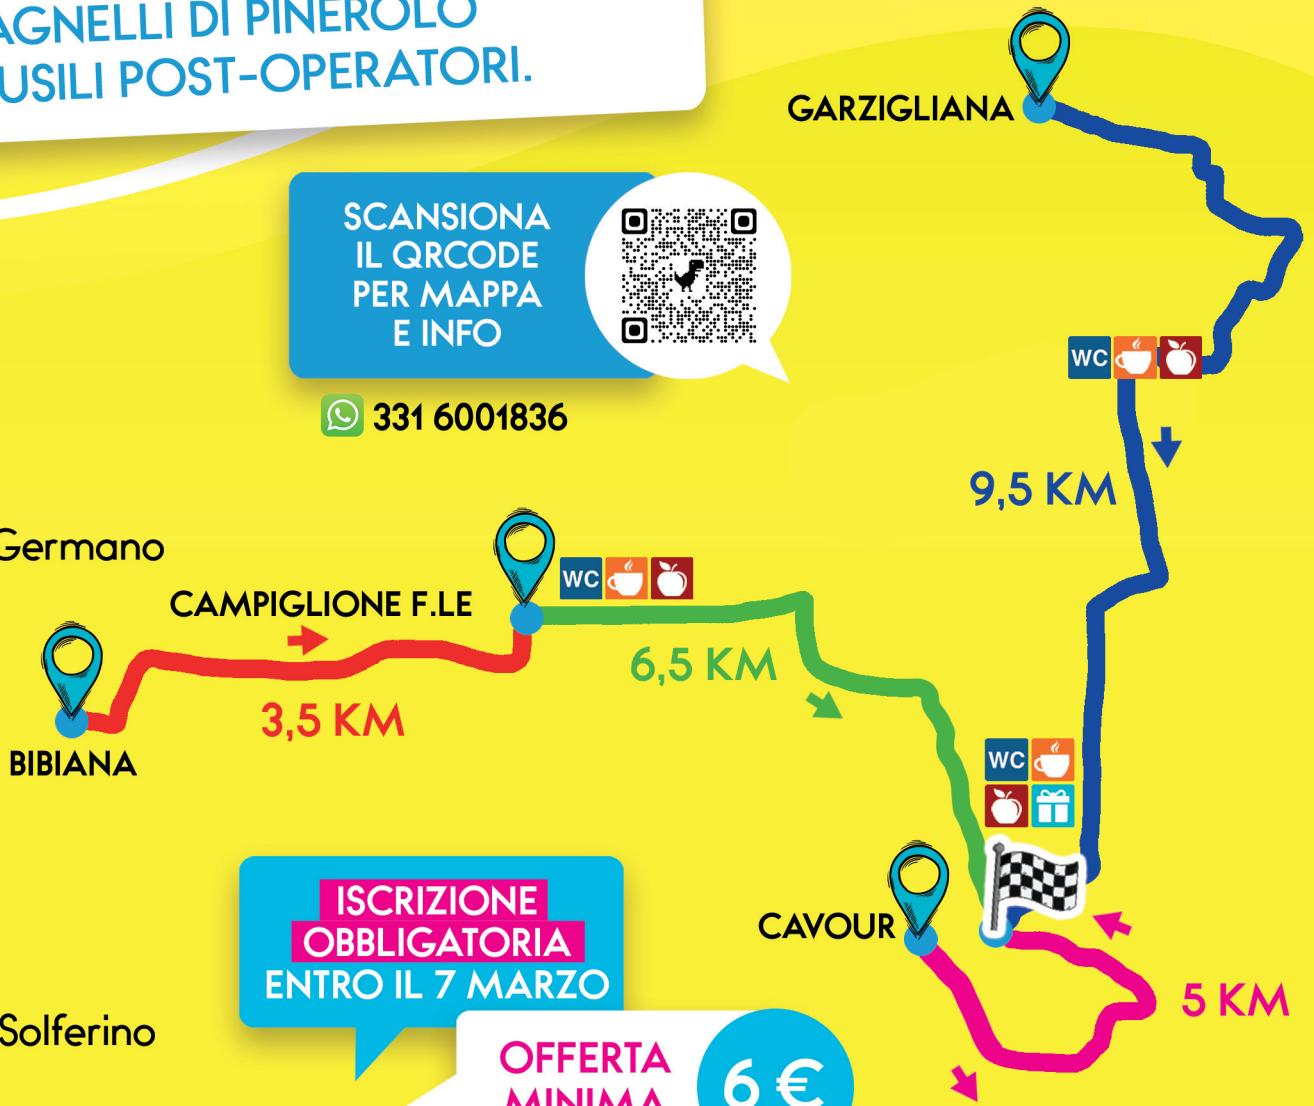 AGNELLI DI PINEROLO
USILI POST-OPERATORI.
GARZIGLIANA
SCANSIONA
IL QRCODE
PER MAPPA
E INFO
331 6001836
WC
9,5 KM
Germano
WC
CAMPIGLIONE F.LE
6,5 KM
3,5 KM
BIBIANA
WC
ISCRIZIONE
OBBLIGATORIA
ENTRO IL 7 MARZO
CAVOUR
5 KM
Solferino
OFFERTA
MINIMA
6 €